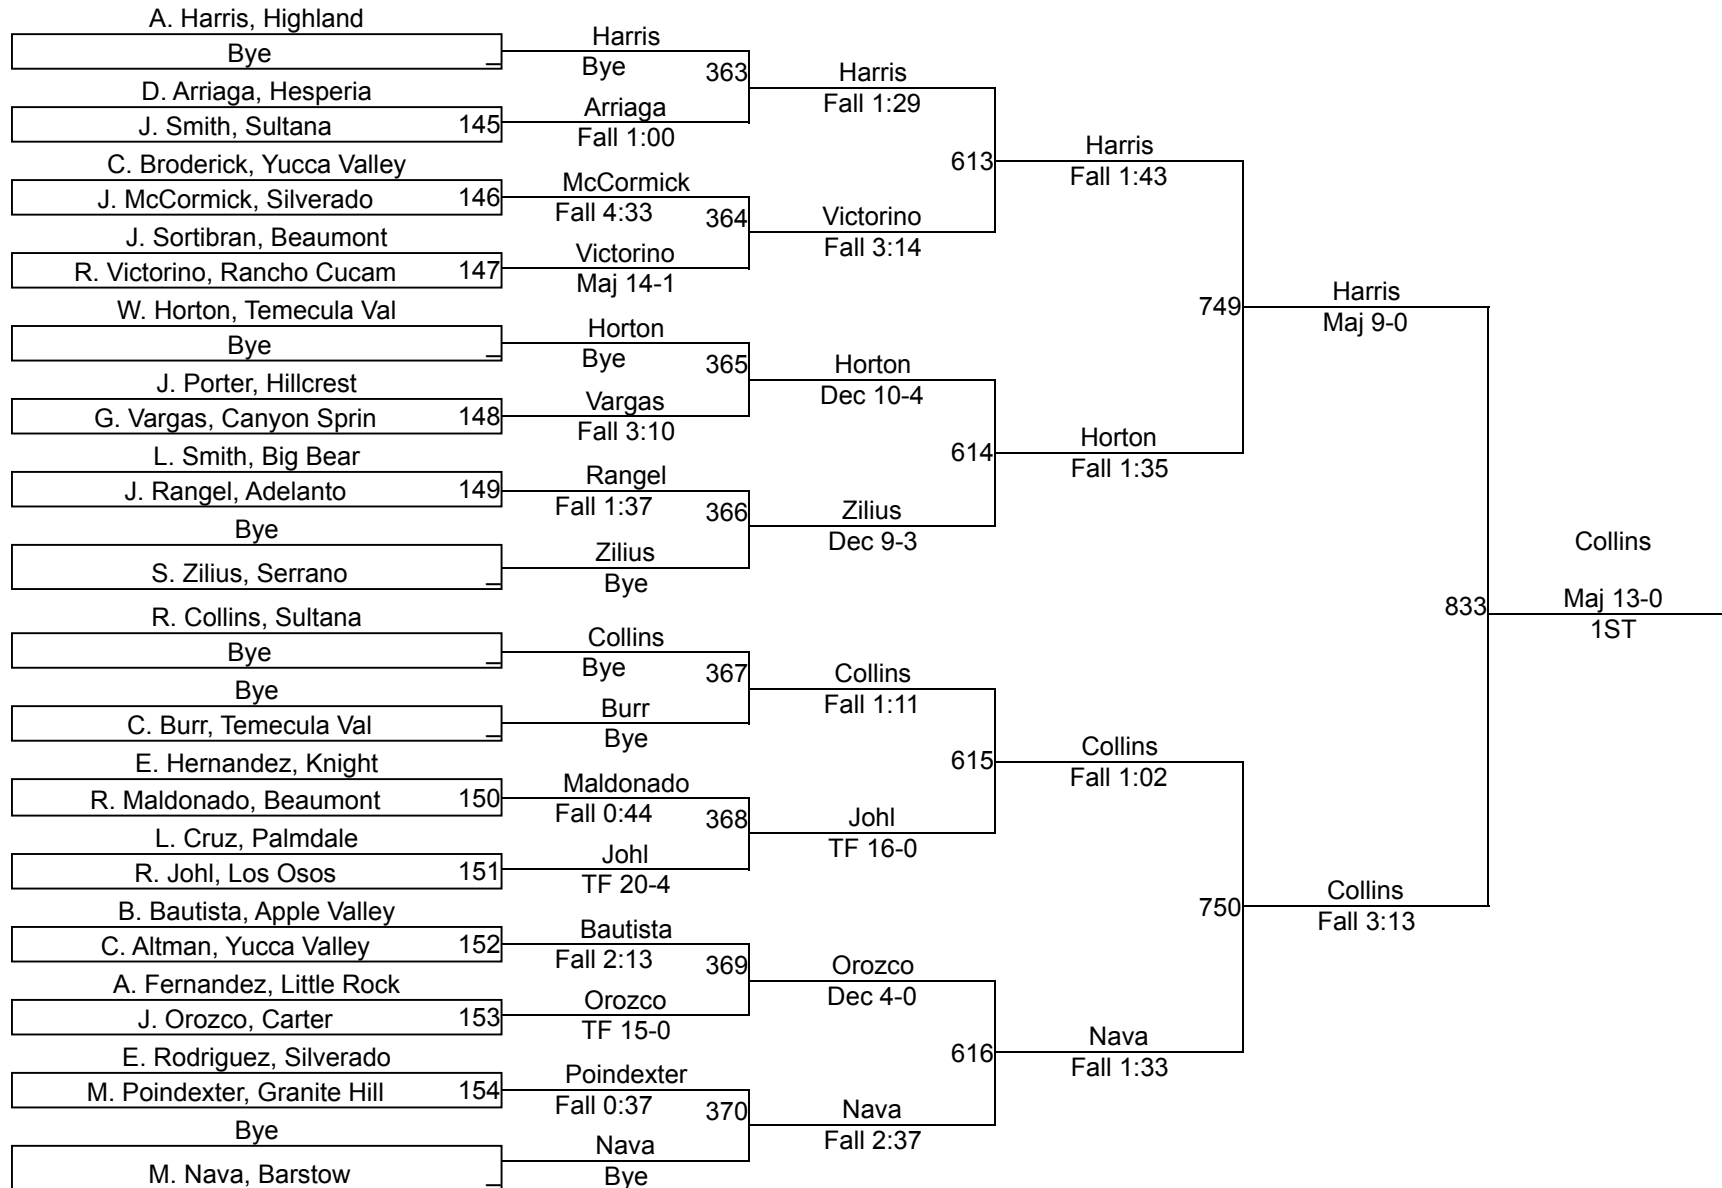 A. Harris, Highland
Bye _
D. Arriaga, Hesperia
J. Smith, Sultana 145
C. Broderick, Yucca Valley
J. McCormick, Silverado 146
J. Sortibran, Beaumont
R. Victorino, Rancho Cucam 147
W. Horton, Temecula Val
Bye _
J. Porter, Hillcrest
G. Vargas, Canyon Sprin 148
L. Smith, Big Bear
J. Rangel, Adelanto 149
Bye
S. Zilius, Serrano _
R. Collins, Sultana
Bye _
Bye
C. Burr, Temecula Val _
E. Hernandez, Knight
R. Maldonado, Beaumont 150
L. Cruz, Palmdale
R. Johl, Los Osos 151
B. Bautista, Apple Valley
C. Altman, Yucca Valley 152
A. Fernandez, Little Rock
J. Orozco, Carter 153
E. Rodriguez, Silverado
M. Poindexter, Granite Hill 154
Bye
M. Nava, Barstow _
Harris
Bye 363
Arriaga
Fall 1:00
McCormick
Fall 4:33 364
Victorino
Maj 14-1
Horton
Bye 365
Vargas
Fall 3:10
Rangel
Fall 1:37 366
Zilius
Bye
Collins
Bye 367
Burr
Bye
Maldonado
Fall 0:44 368
Johl
TF 20-4
Bautista
Fall 2:13 369
Orozco
TF 15-0
Poindexter
Fall 0:37 370
Nava
Bye
Harris
Fall 1:29
613
Victorino
Fall 3:14
Horton
Dec 10-4
614
Zilius
Dec 9-3
Collins
Fall 1:11
615
Johl
TF 16-0
Orozco
Dec 4-0
616
Nava
Fall 2:37
Harris
Fall 1:43
749
Horton
Fall 1:35
Collins
Fall 1:02
750
Nava
Fall 1:33
Harris
Maj 9-0
833
Collins
Fall 3:13
Collins
Maj 13-0
1ST